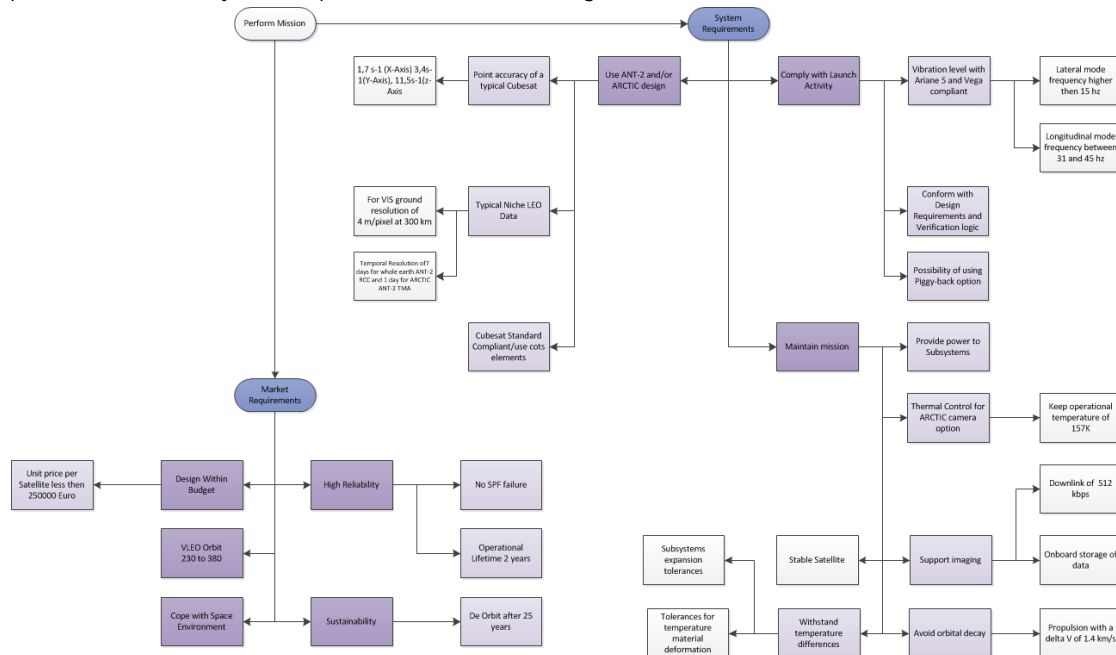 Perform Mission
System
Requirements
1,7 s-1 (X-Axis) 3,4s-
1(Y-Axis), 11,5s-1(z-
Axis
Point accuracy of a
typical Cubesat
Use ANT-2 and/or
ARCTIC design
Comply with Launch
Activity
Vibration level with
Ariane 5 and Vega
compliant
Lateral mode
frequency higher
then 15 hz
Longitudinal mode
frequency between
31 and 45 hz
For VIS ground
resolution of
4 m/pixel at 300 km
Typical Niche LEO
Data
Conform with
Design
Requirements and
Verification logic
Temporal Resolution of7
days for whole earth ANT-2
RCC and 1 day for ARCTIC
ANT-2 TMA
Possibility of using
Piggy-back option
Cubesat Standard
Compliant/use cots
elements
Maintain mission
Provide power to
Subsystems
Market
Requirements
Thermal Control for
ARCTIC camera
option
Keep operational
temperature of
157K
Unit price per
Satellite less then
250000 Euro
Design Within
Budget
High Reliability
No SPF failure
Downlink of 512
kbps
VLEO Orbit
230 to 380
Operational
Lifetime 2 years
Subsystems
expansion
tolerances
Stable Satellite
Support imaging
Onboard storage of
data
Cope with Space
Environment
Sustainability
De Orbit after 25
years
Tolerances for
temperature
material
deformation
Withstand
temperature
differences
Avoid orbital decay
Propulsion with a
delta V of 1.4 km/s